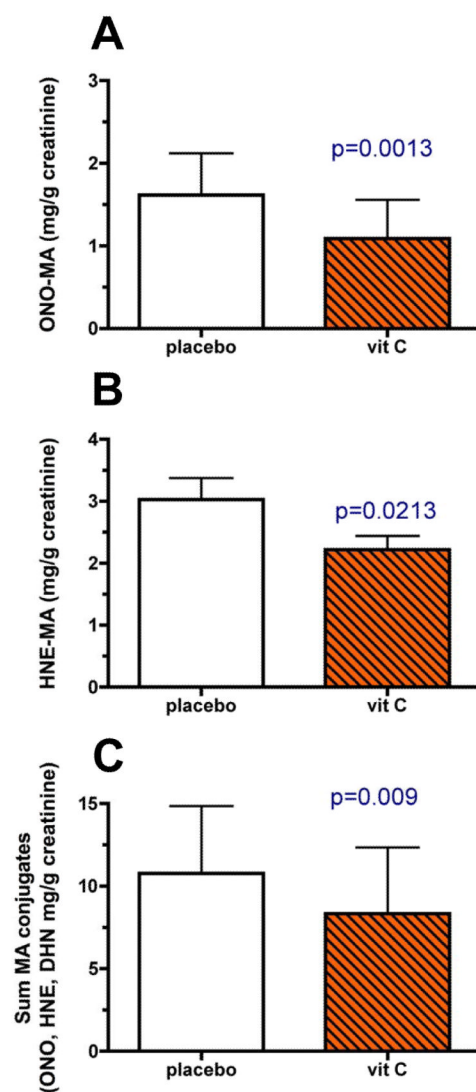 A
ONO-MA (mg/g creatinine)
3
2
1
0
p=0.0013
placebo
vit C
B
HNE-MA (mg/g creatinine)
4
3
2
1
0
p=0.0213
placebo
vit C
C
Sum MA conjugates
(ONO, HNE, DHN mg/g creatinine)
15
10
5
0
p=0.009
placebo
vit C